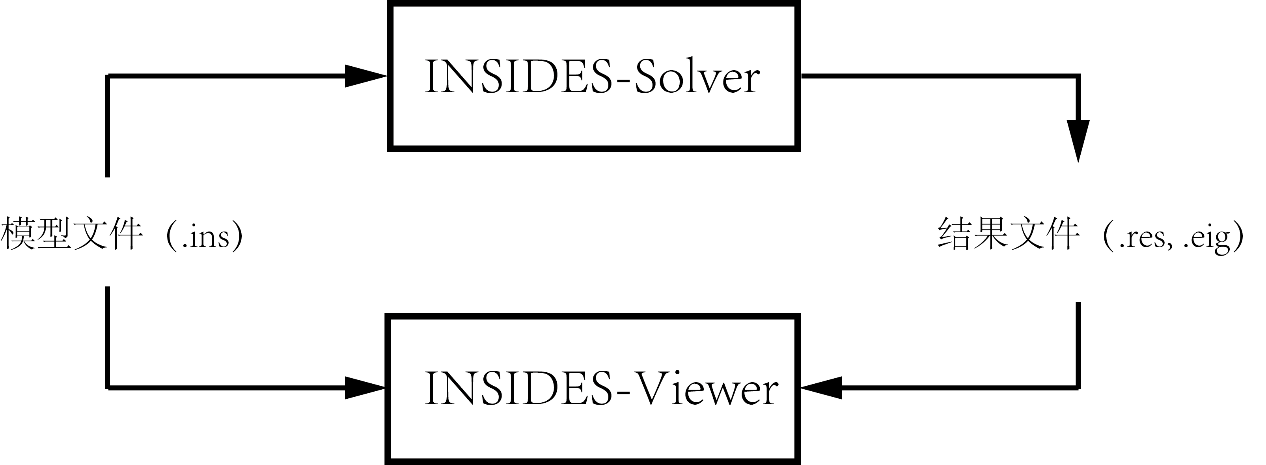 INSIDES-Solver
模型文件（.ins）
结果文件（.res, .eig）
INSIDES-Viewer